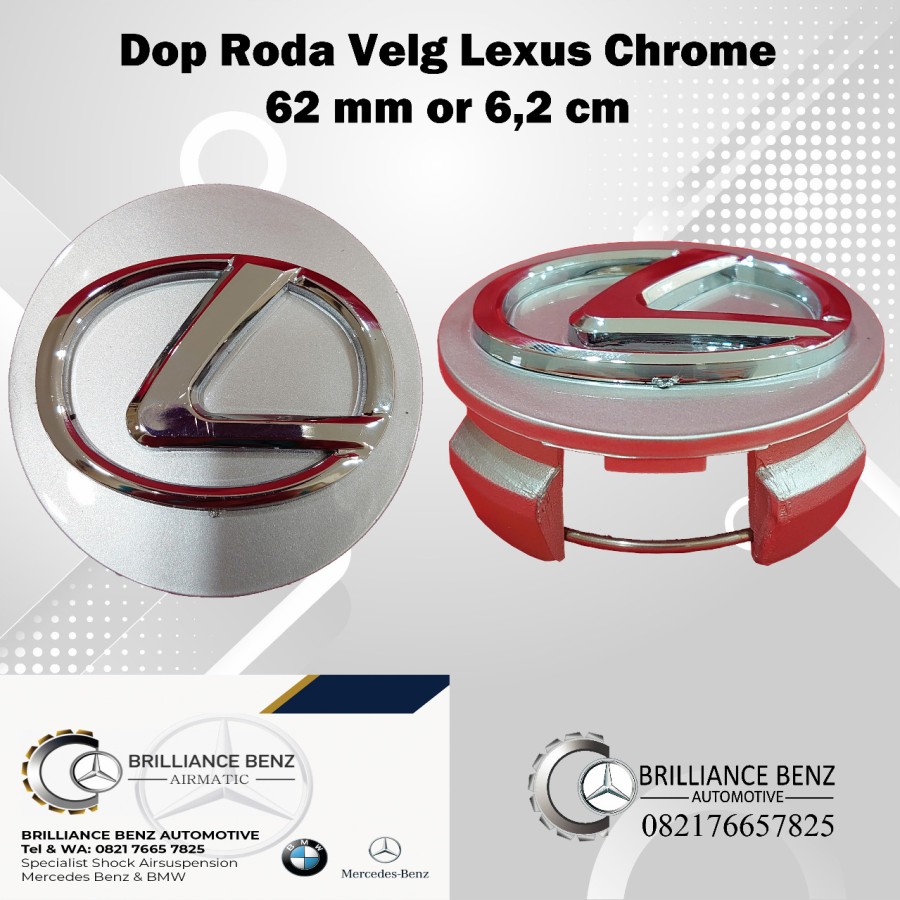 Dop Roda Velg Lexus Chrome
62 mm or 6,2 cm
BRILLIANCE BENZ
AIRMATIC
BRILLIANCE BENZ AUTOMOTIVE
Tel & WA: 0821 7665 7825
Specialist Shock Airsuspension
Mercedes Benz & BMW
BMW
Mercedes-Benz
BRILLIANCE BENZ
AUTOMOTIVE
082176657825